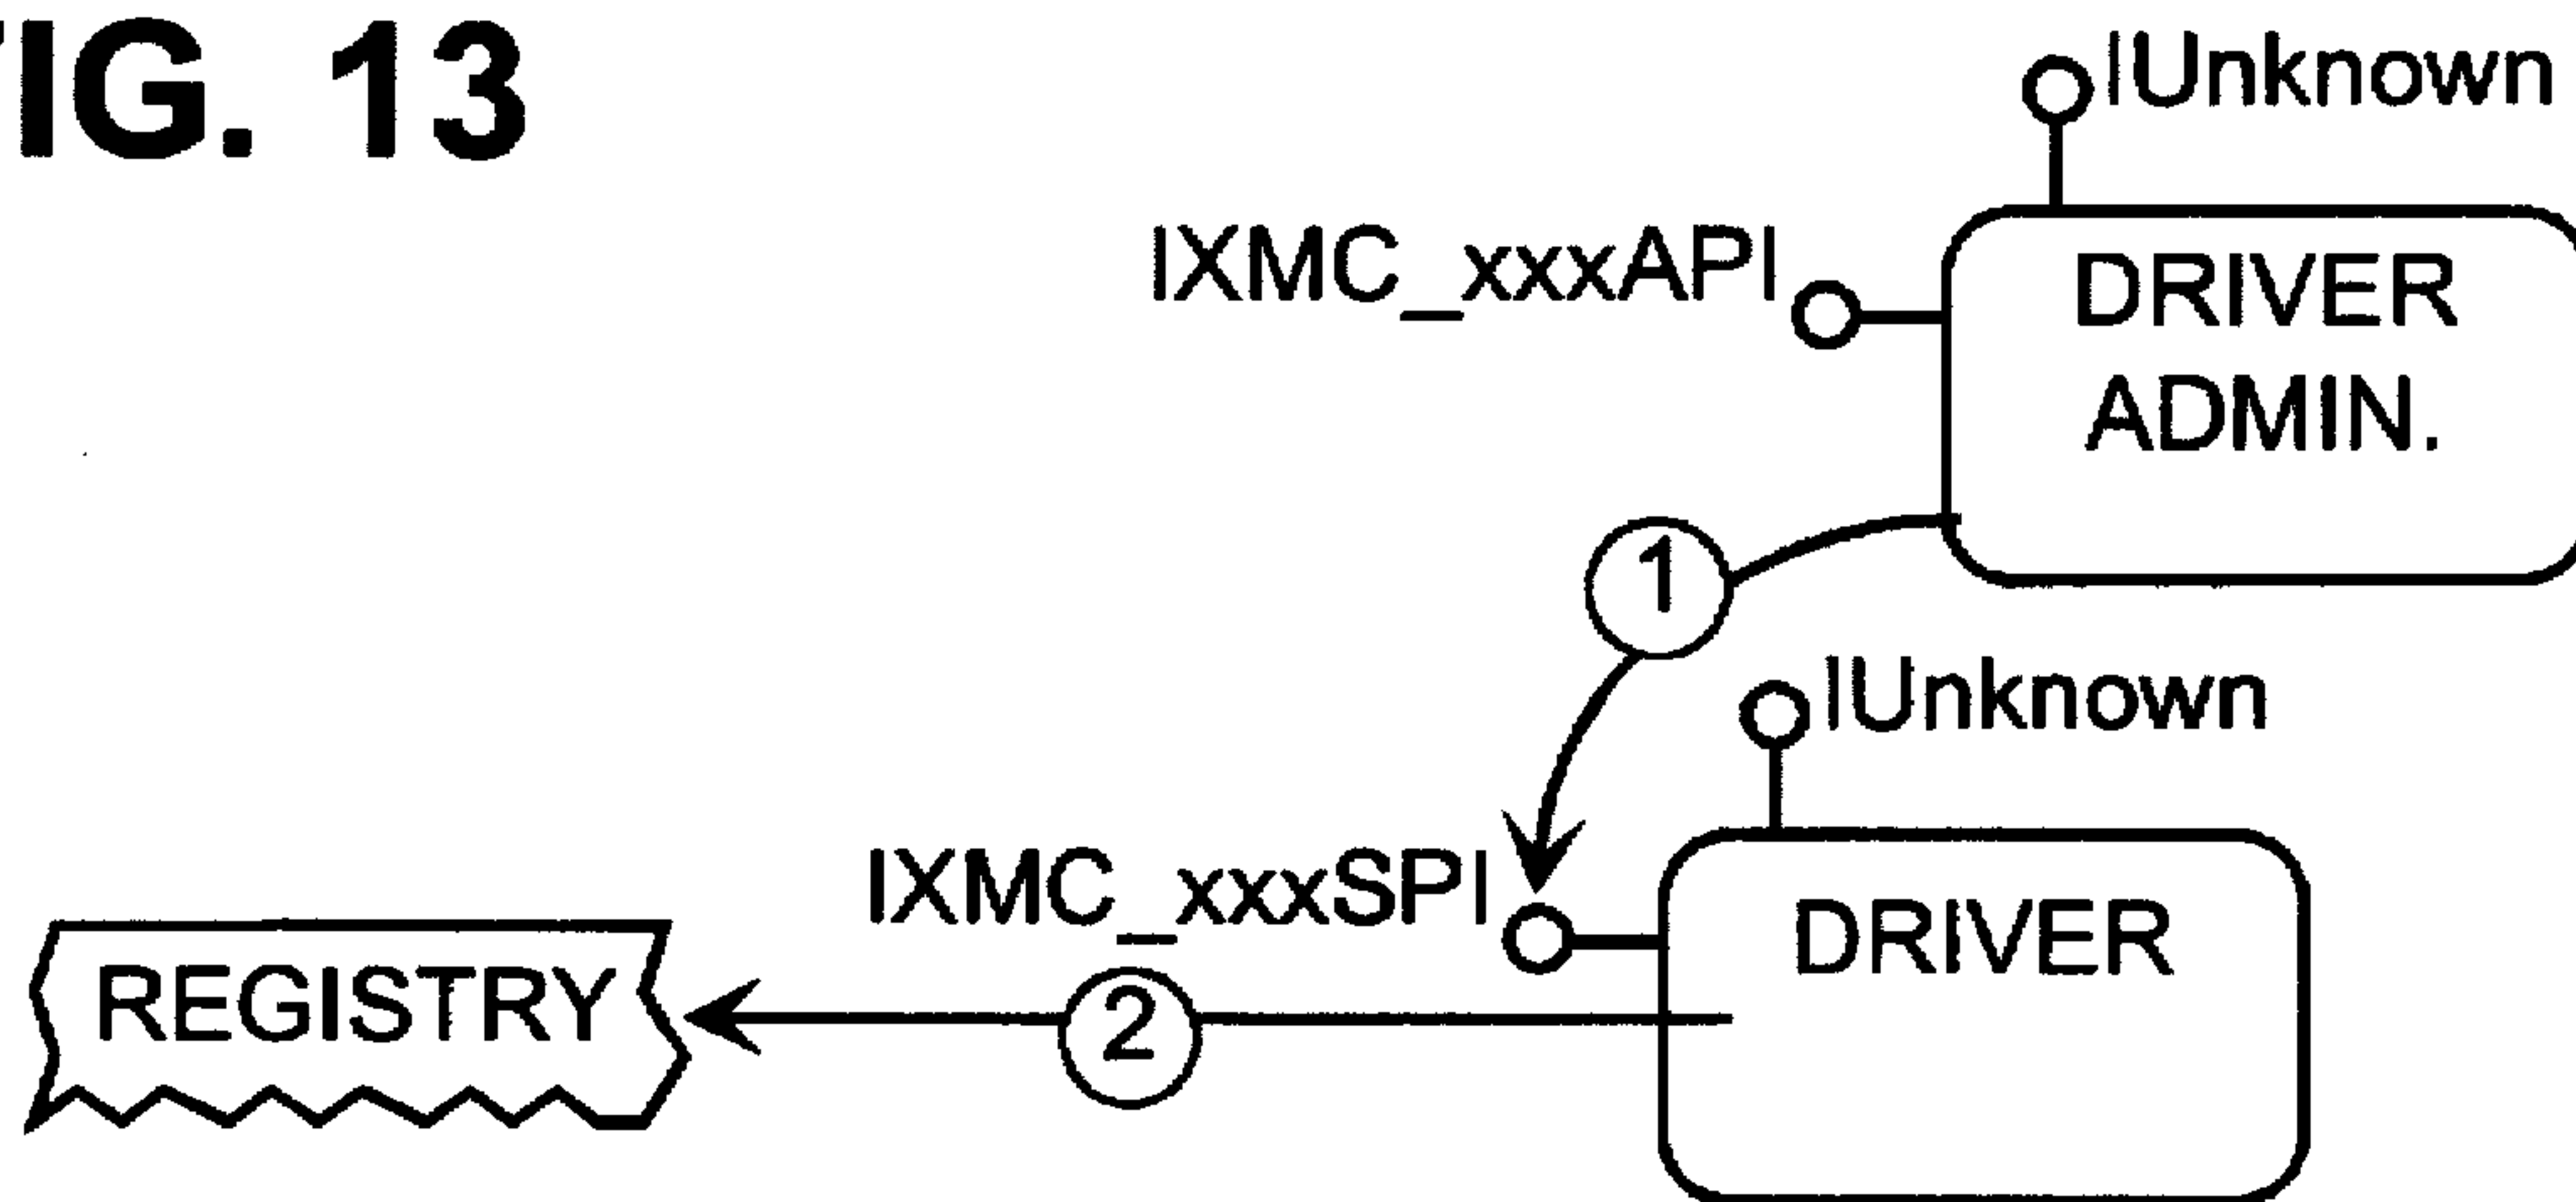 FIG. 13
IUnknown
IXMC_xxxAPI
DRIVER
ADMIN.
1
IUnknown
IXMC_xxxSPI
DRIVER
REGISTRY
2